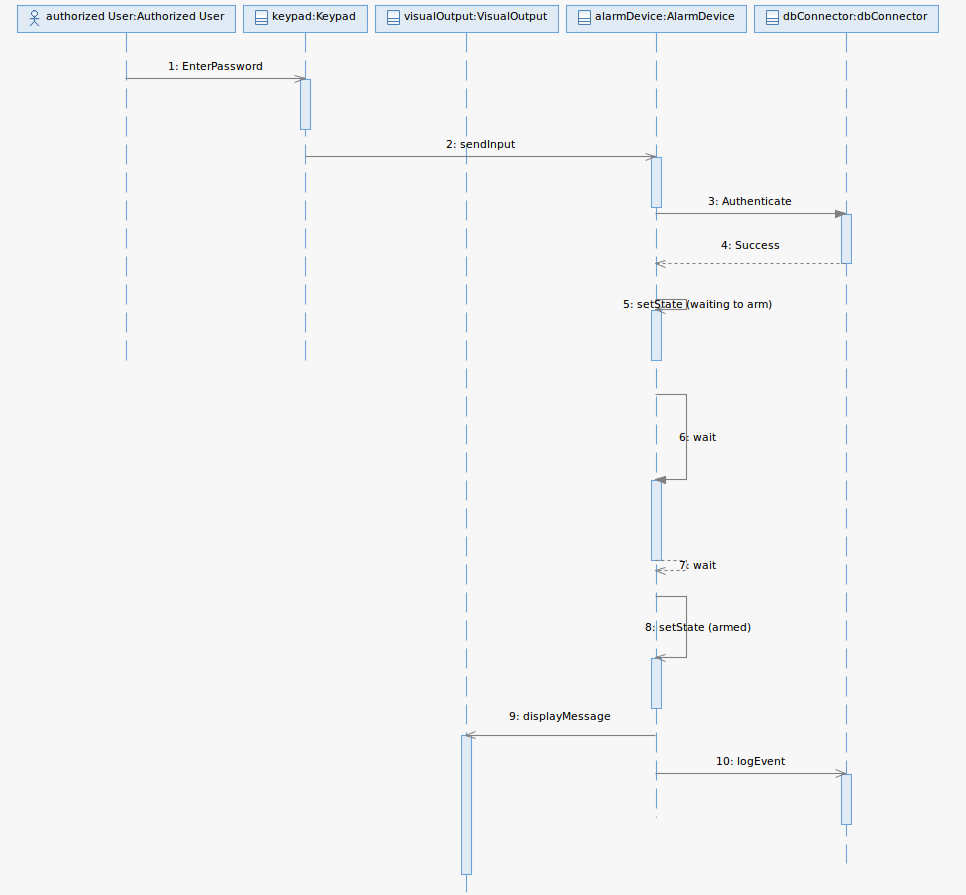 authorized User:Authorized User
keypad:Keypad
visualOutput:VisualOutput
alarmDevice:AlarmDevice
dbConnector:dbConnector
1: EnterPassword
2: sendInput
3: Authenticate
4: Success
5: setState (waiting to arm)
6: wait
7: wait
8: setState (armed)
9: displayMessage
10: logEvent